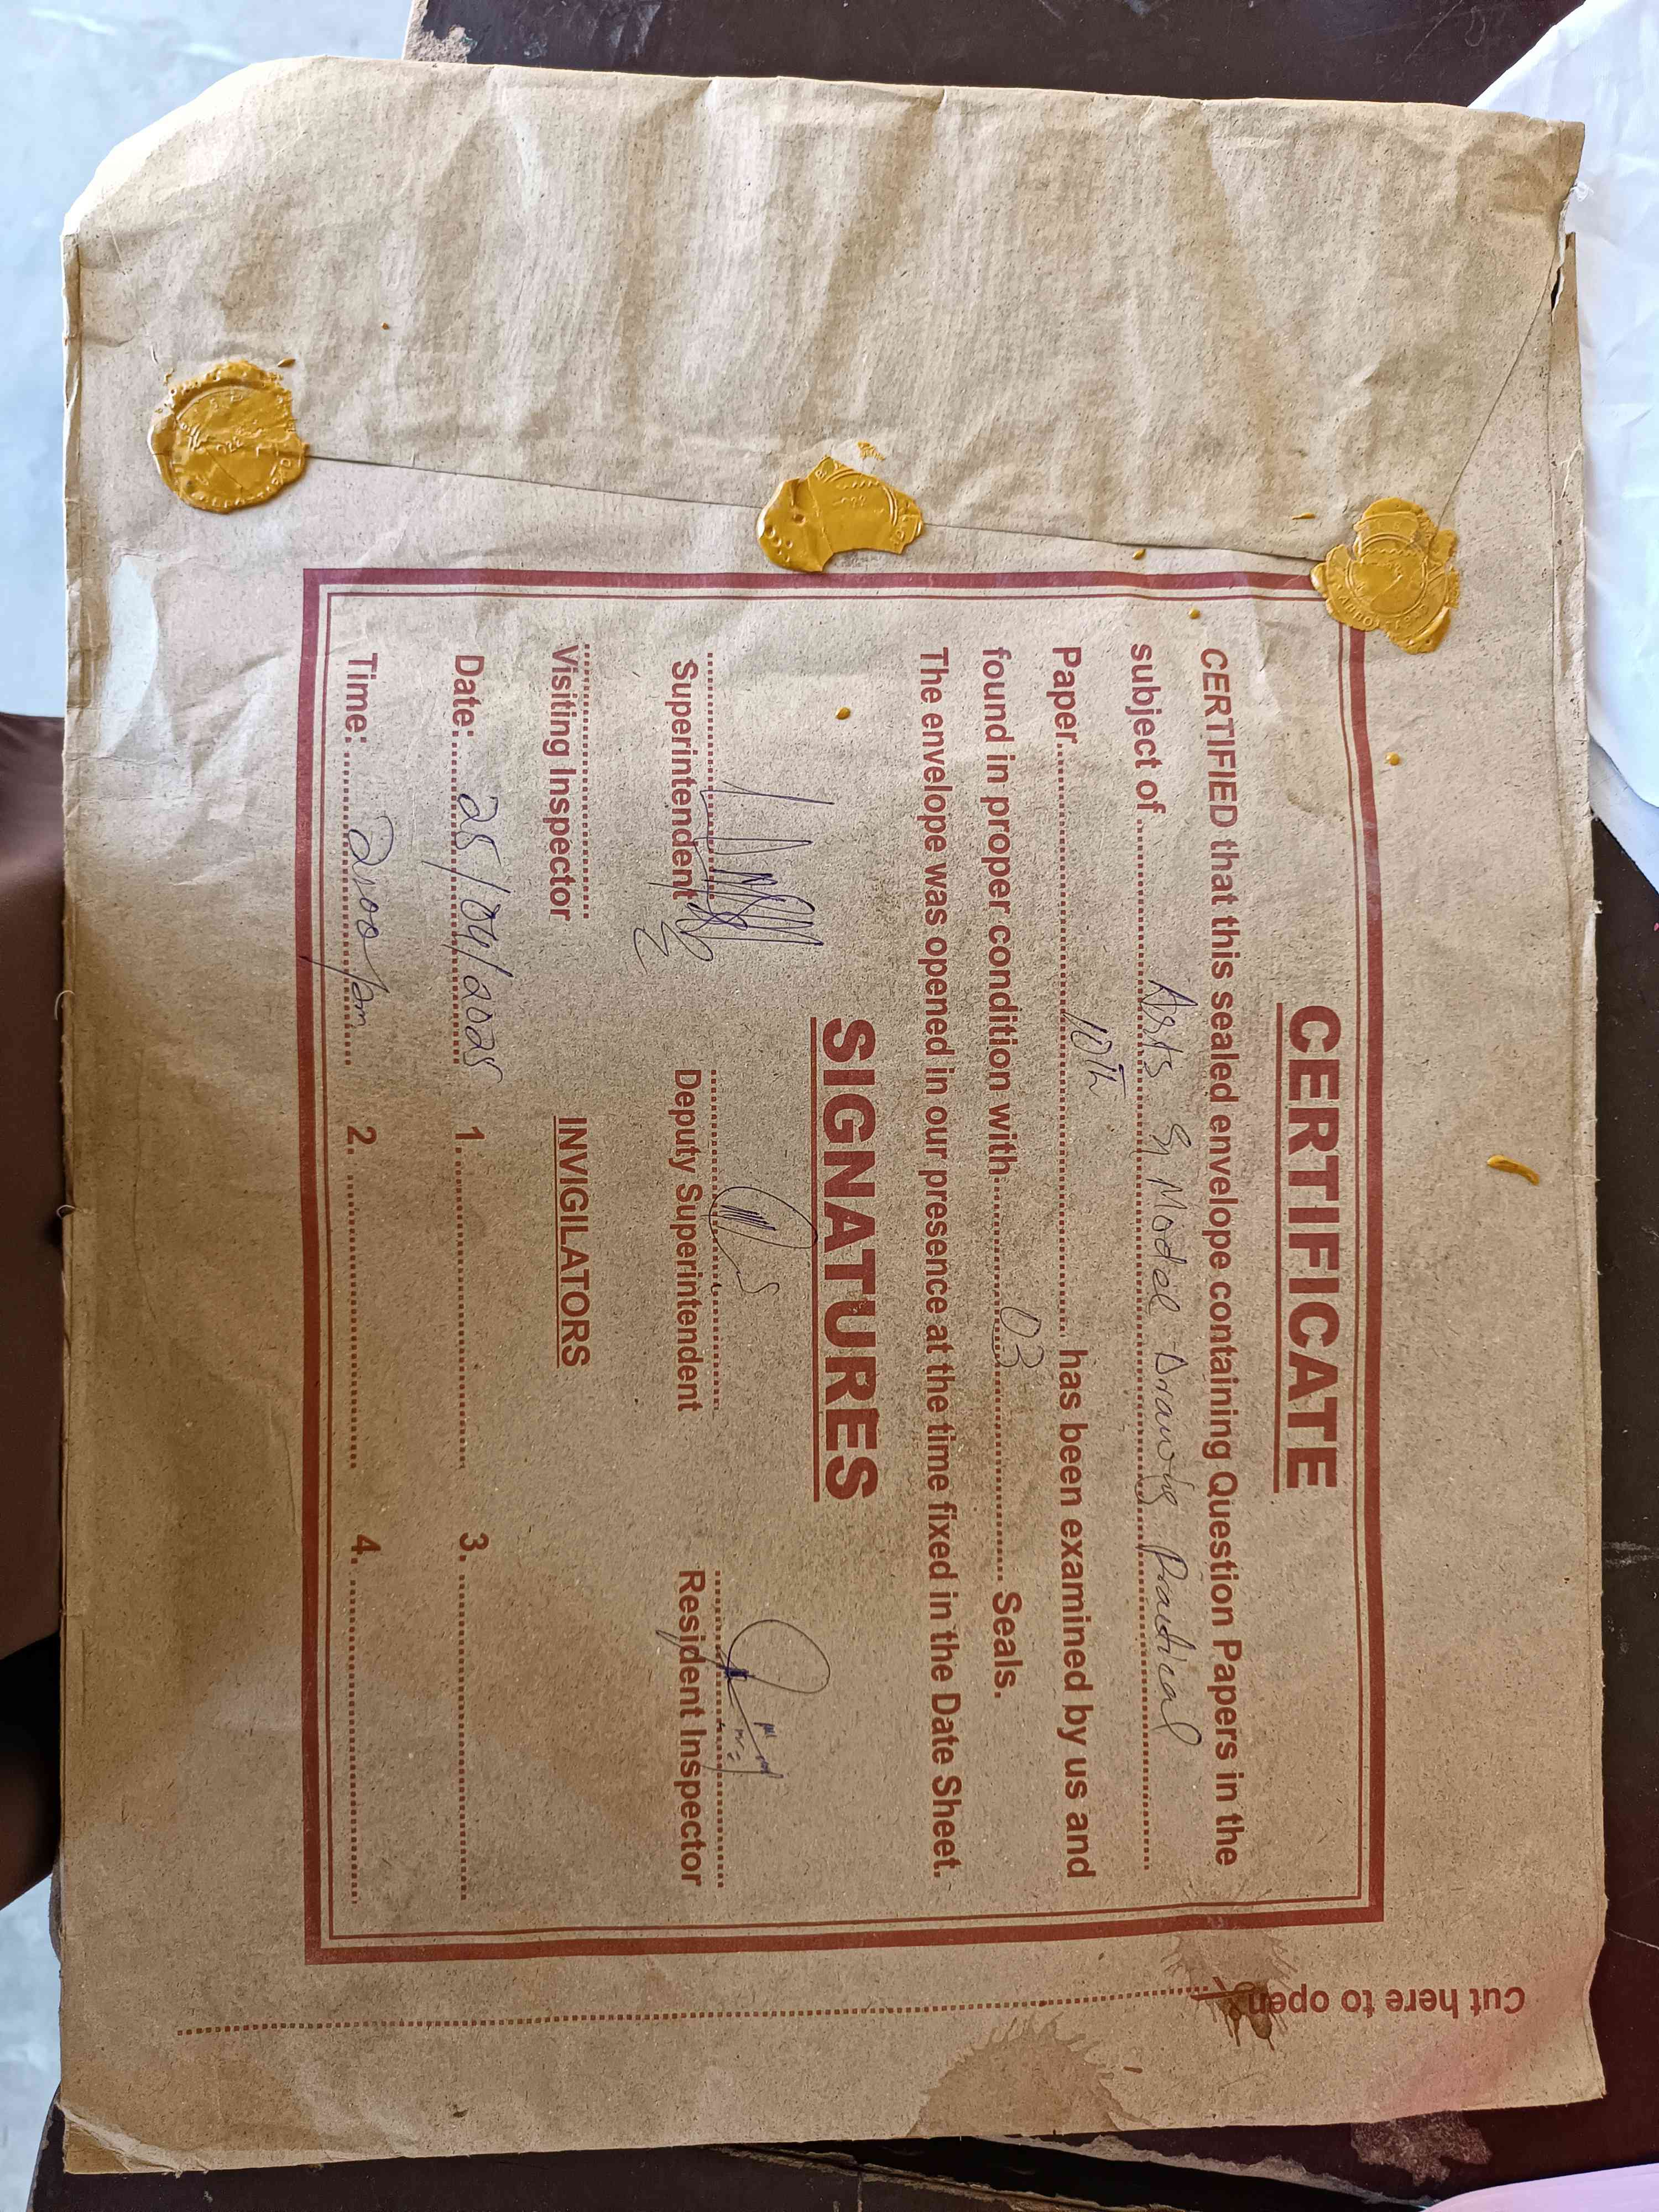 CERTIFICATE
CERTIFIED that this sealed envelope containing Question Papers in the
subject of Arts & Model Drawing Practical
Paper 10th has been examined by us and
found in proper condition with 03 Seals.
The envelope was opened in our presence at the time fixed in the Date Sheet.
SIGNATURES
Superintendent Deputy Superintendent Resident Inspector
Visiting Inspector INVIGILATORS
Date: 25/04/2025 1. 3.
Time: 2:00 pm 2. 4.
Cut here to open